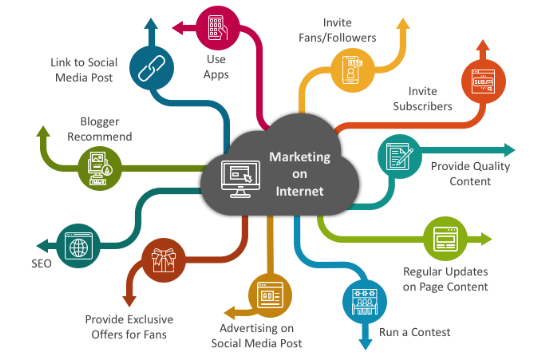 Link to Social
Media Post
Use
Apps
Invite
Fans/Followers
Invite
Subscribers
Blogger
Recommend
Marketing
on
Internet
Provide Quality
Content
SEO
Regular Updates
on Page Content
Provide Exclusive
Offers for Fans
Advertising on
Social Media Post
Run a Contest